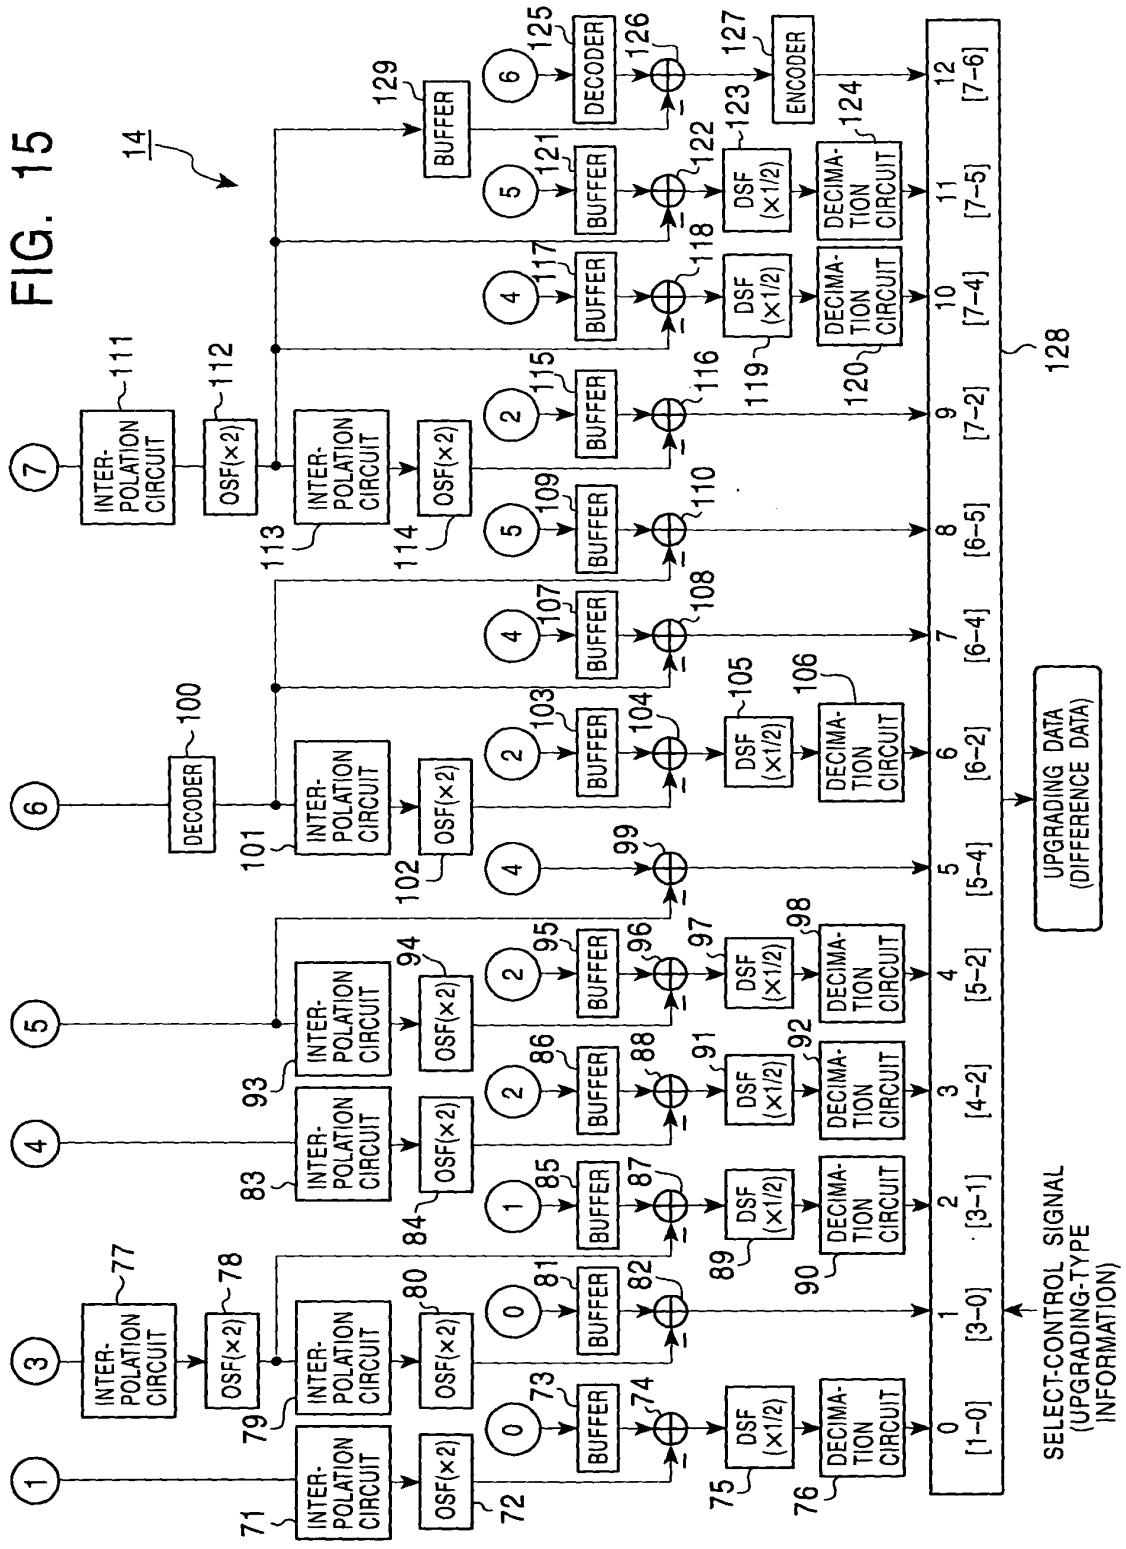 FIG. 15
14
1
3
4
5
6
7
INTER-
POLATION
CIRCUIT
77
OSF(×2)
78
DECODER
100
INTER-
POLATION
CIRCUIT
111
OSF(×2)
112
71
INTER-
POLATION
CIRCUIT
79
INTER-
POLATION
CIRCUIT
83
INTER-
POLATION
CIRCUIT
93
INTER-
POLATION
CIRCUIT
101
INTER-
POLATION
CIRCUIT
113
INTER-
POLATION
CIRCUIT
BUFFER
129
OSF(×2)
72
OSF(×2)
80
OSF(×2)
84
OSF(×2)
94
OSF(×2)
102
OSF(×2)
114
0
0
1
2
2
4
2
4
5
2
4
5
6
BUFFER
73
BUFFER
81
BUFFER
85
BUFFER
86
BUFFER
95
BUFFER
103
BUFFER
107
BUFFER
109
BUFFER
115
BUFFER
117
BUFFER
121
DECODER
125
74
82
87
88
96
99
104
108
110
116
118
122
126
−
−
−
−
−
−
−
−
−
−
−
−
−
75
DSF
(×1/2)
89
DSF
(×1/2)
91
DSF
(×1/2)
97
DSF
(×1/2)
105
DSF
(×1/2)
119
DSF
(×1/2)
123
DSF
(×1/2)
127
ENCODER
76
DECIMA-
TION
CIRCUIT
90
DECIMA-
TION
CIRCUIT
92
DECIMA-
TION
CIRCUIT
98
DECIMA-
TION
CIRCUIT
106
DECIMA-
TION
CIRCUIT
120
DECIMA-
TION
CIRCUIT
124
DECIMA-
TION
CIRCUIT
0 1 2 3 4 5 6 7 8 9 10 11 12
[1-0] [3-0] [3-1] [4-2] [5-2] [5-4] [6-2] [6-4] [6-5] [7-2] [7-4] [7-5] [7-6]
128
SELECT-CONTROL SIGNAL
(UPGRADING-TYPE
INFORMATION)
UPGRADING DATA
(DIFFERENCE DATA)